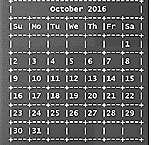 October 2016
|Su|Mo|Tu|We|Th|Fr|Sa|
| | | | | | |1 |
|2 |3 |4 |5 |6 |7 |8 |
|9 |10|11|12|13|14|15|
|16|17|18|19|20|21|22|
|23|24|25|26|27|28|29|
|30|31| | | | | |